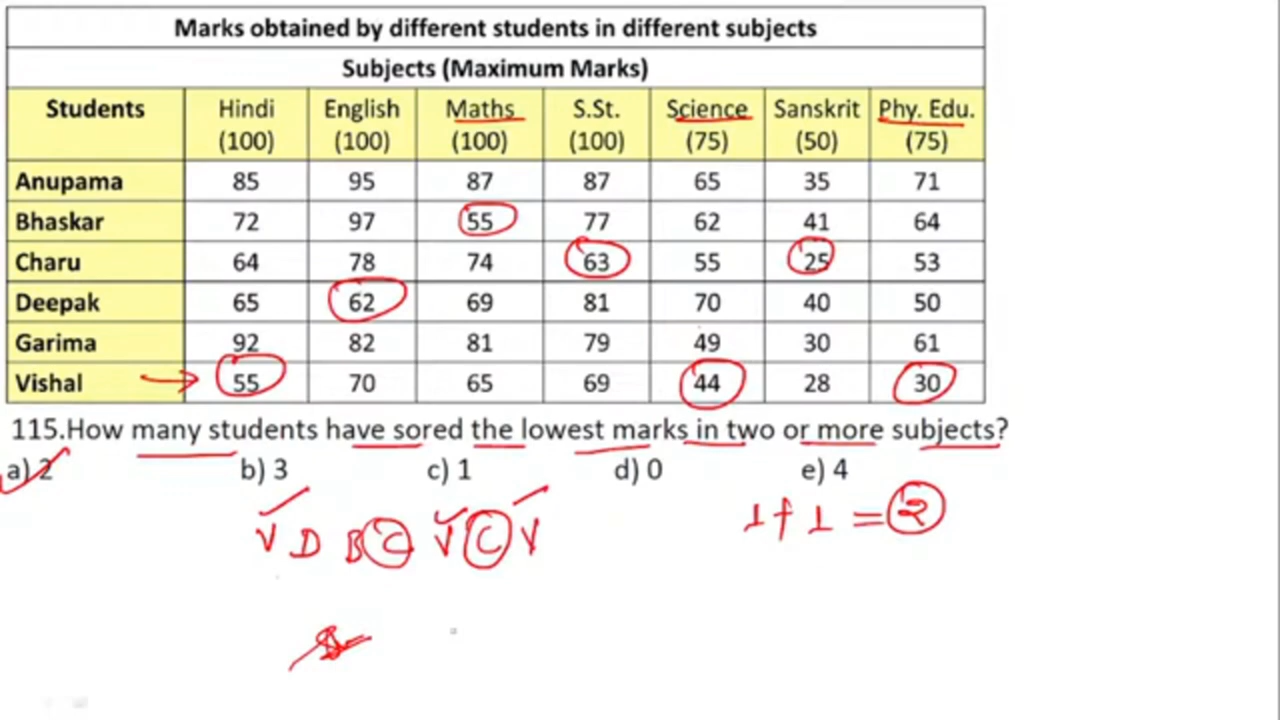 Marks obtained by different students in different subjects
Subjects (Maximum Marks)
Students Hindi (100) English (100) Maths (100) S.St. (100) Science (75) Sanskrit (50) Phy. Edu. (75)
Anupama 85 95 87 87 65 35 71
Bhaskar 72 97 55 77 62 41 64
Charu 64 78 74 63 55 25 53
Deepak 65 62 69 81 70 40 50
Garima 92 82 81 79 49 30 61
Vishal 55 70 65 69 44 28 30
115.How many students have sored the lowest marks in two or more subjects?
a) 2 b) 3 c) 1 d) 0 e) 4
V D B C V C V 1+1 = 2